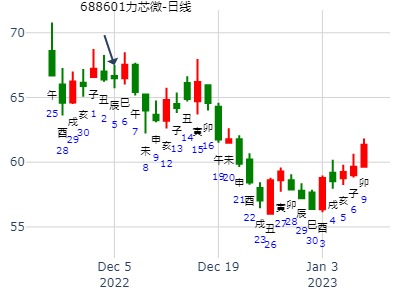 688601力芯微-日线
70
65
60
55
午
25
酉
28
戌
29
亥
30
子
1
丑
2
辰
5
巳
6
午
7
未
8
申
9
亥
12
子
13
丑
14
寅
15
卯
16
午
19
未
20
申
21
酉
22
戌
23
丑
26
寅
27
卯
28
辰
29
巳
30
酉
3
戌
4
亥
5
子
6
卯
9
Dec 5
2022
Dec 19
Jan 3
2023